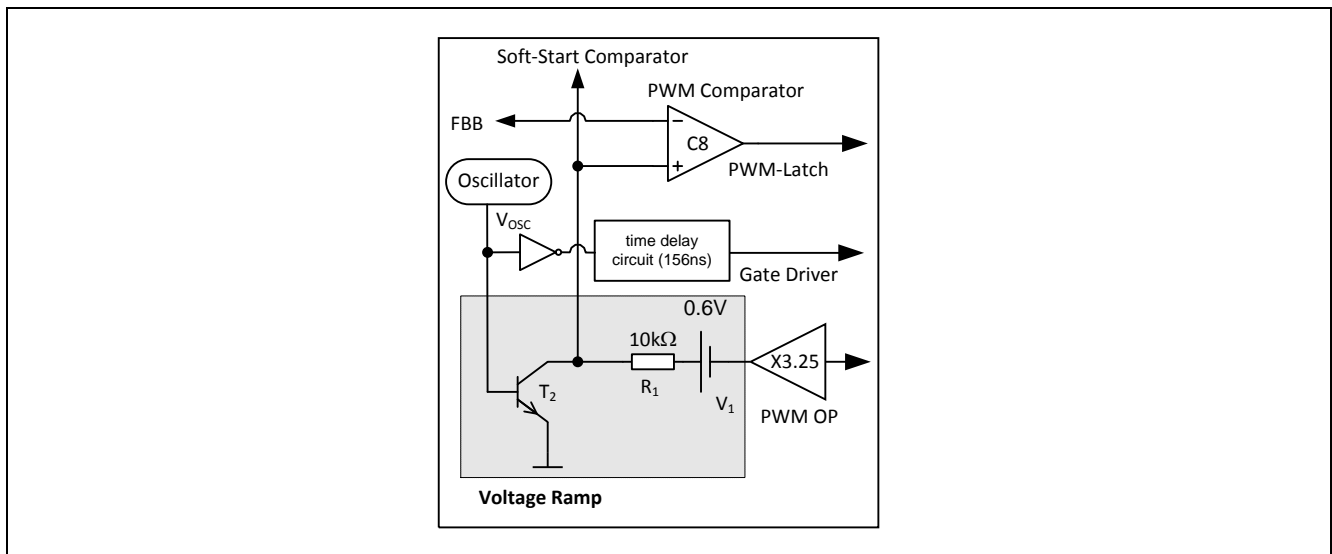 Soft-Start Comparator
PWM Comparator
FBB
−
C8
+
PWM-Latch
Oscillator
VOSC
time delay
circuit (156ns)
Gate Driver
0.6V
10kΩ
X3.25
R1
T2
V1
PWM OP
Voltage Ramp